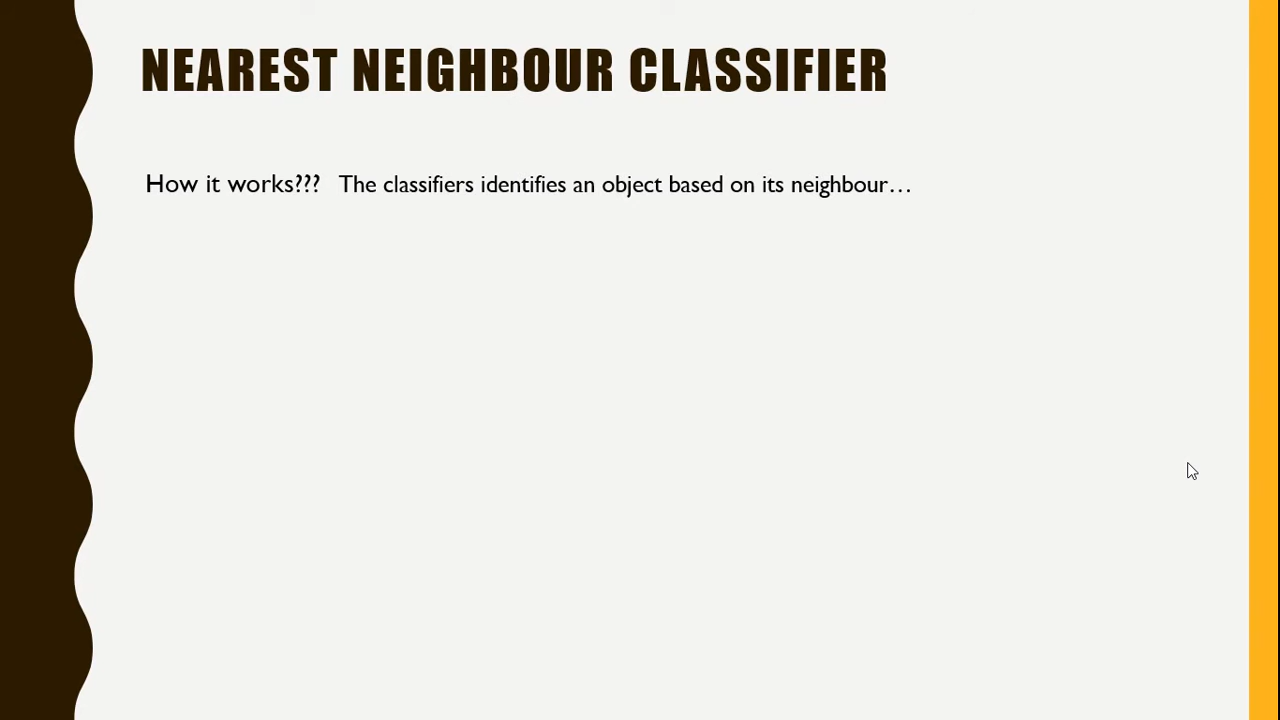 NEAREST NEIGHBOUR CLASSIFIER
How it works??? The classifiers identifies an object based on its neighbour...